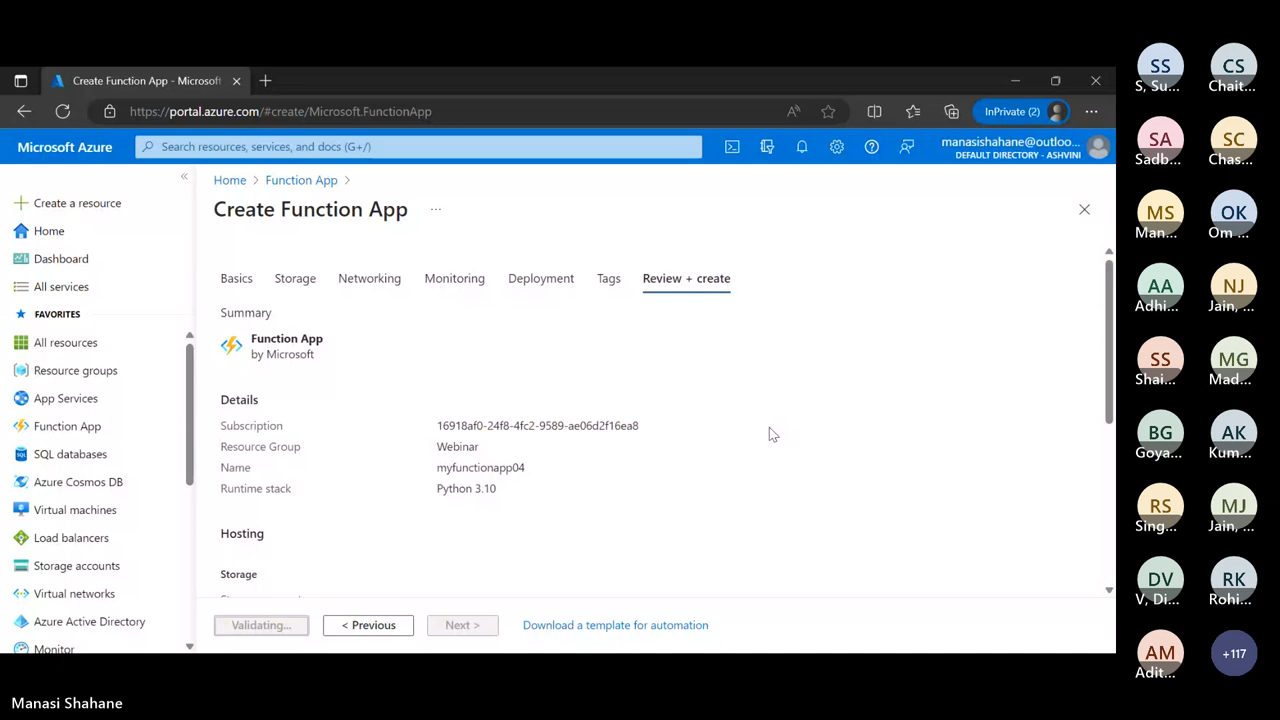 Create Function App - Microsoft
https://portal.azure.com/#create/Microsoft.FunctionApp
InPrivate (2)
Microsoft Azure
Search resources, services, and docs (G+/)
manasishahane@outloo...
DEFAULT DIRECTORY - ASHVINI
Create a resource
Home
Dashboard
All services
FAVORITES
All resources
Resource groups
App Services
Function App
SQL databases
Azure Cosmos DB
Virtual machines
Load balancers
Storage accounts
Virtual networks
Azure Active Directory
Monitor
Home > Function App >
Create Function App ...
Basics Storage Networking Monitoring Deployment Tags Review + create
Summary
Function App
by Microsoft
Details
Subscription 16918af0-24f8-4fc2-9589-ae06d2f16ea8
Resource Group Webinar
Name myfunctionapp04
Runtime stack Python 3.10
Hosting
Storage
Validating... < Previous Next > Download a template for automation
SS CS
S, Su... Chait...
SA SC
Sadb... Chas...
MS OK
Man... Om ...
AA NJ
Adhi... Jain, ...
SS MG
Shai... Mad...
BG AK
Goya... Kum...
RS MJ
Sing... Jain, ...
DV RK
V, Di... Rohi...
AM +117
Adit...
Manasi Shahane